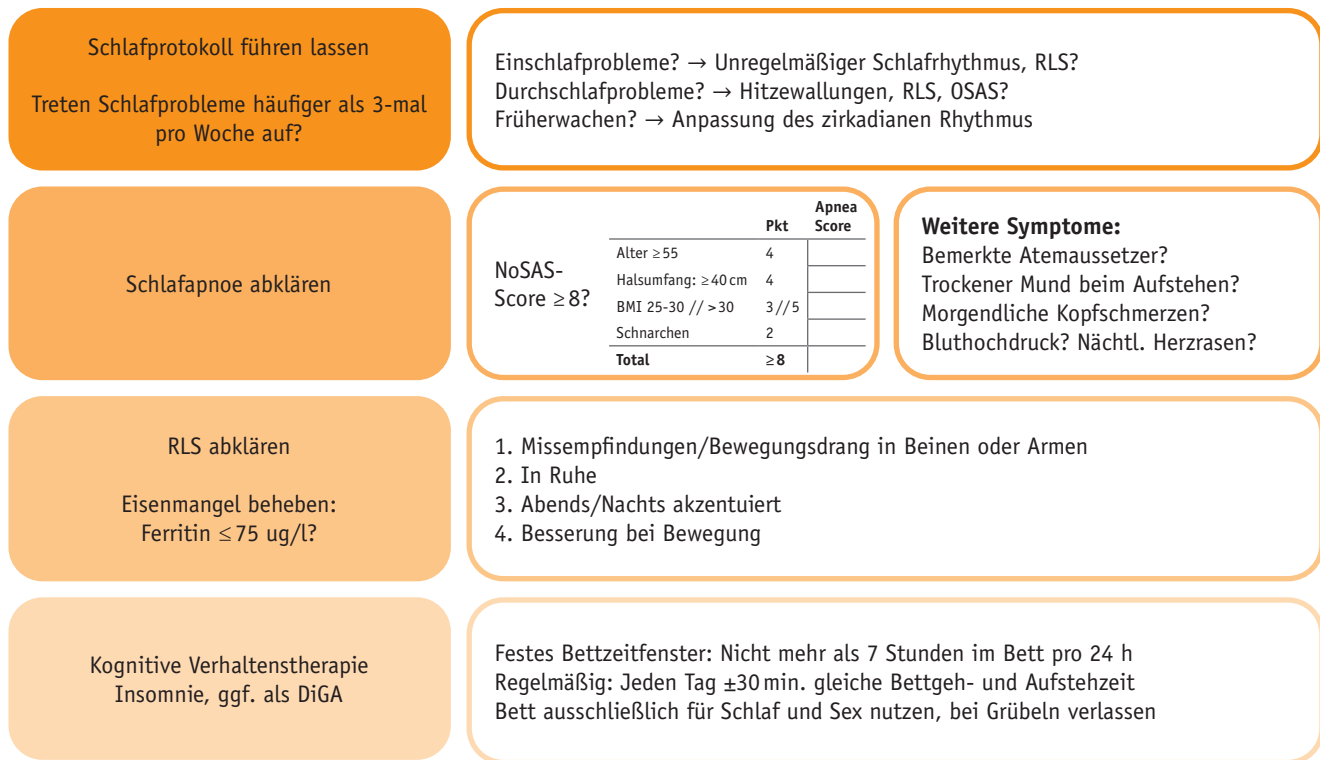 Schlafprotokoll führen lassen
Treten Schlafprobleme häufiger als 3-mal
pro Woche auf?
Einschlafprobleme? → Unregelmäßiger Schlafrhythmus, RLS?
Durchschlafprobleme? → Hitzewallungen, RLS, OSAS?
Früherwachen? → Anpassung des zirkadianen Rhythmus
Schlafapnoe abklären
NoSAS-
Score ≥ 8?
Pkt Apnea
Score
Alter ≥ 55 4
Halsumfang: ≥ 40 cm 4
BMI 25-30 // > 30 3 // 5
Schnarchen 2
Total ≥ 8
Weitere Symptome:
Bemerkte Atemaussetzer?
Trockener Mund beim Aufstehen?
Morgendliche Kopfschmerzen?
Bluthochdruck? Nächtl. Herzrasen?
RLS abklären
Eisenmangel beheben:
Ferritin ≤ 75 ug/l?
1. Missempfindungen/Bewegungsdrang in Beinen oder Armen
2. In Ruhe
3. Abends/Nachts akzentuiert
4. Besserung bei Bewegung
Kognitive Verhaltenstherapie
Insomnie, ggf. als DiGA
Festes Bettzeitfenster: Nicht mehr als 7 Stunden im Bett pro 24 h
Regelmäßig: Jeden Tag ±30 min. gleiche Bettgeh- und Aufstehzeit
Bett ausschließlich für Schlaf und Sex nutzen, bei Grübeln verlassen